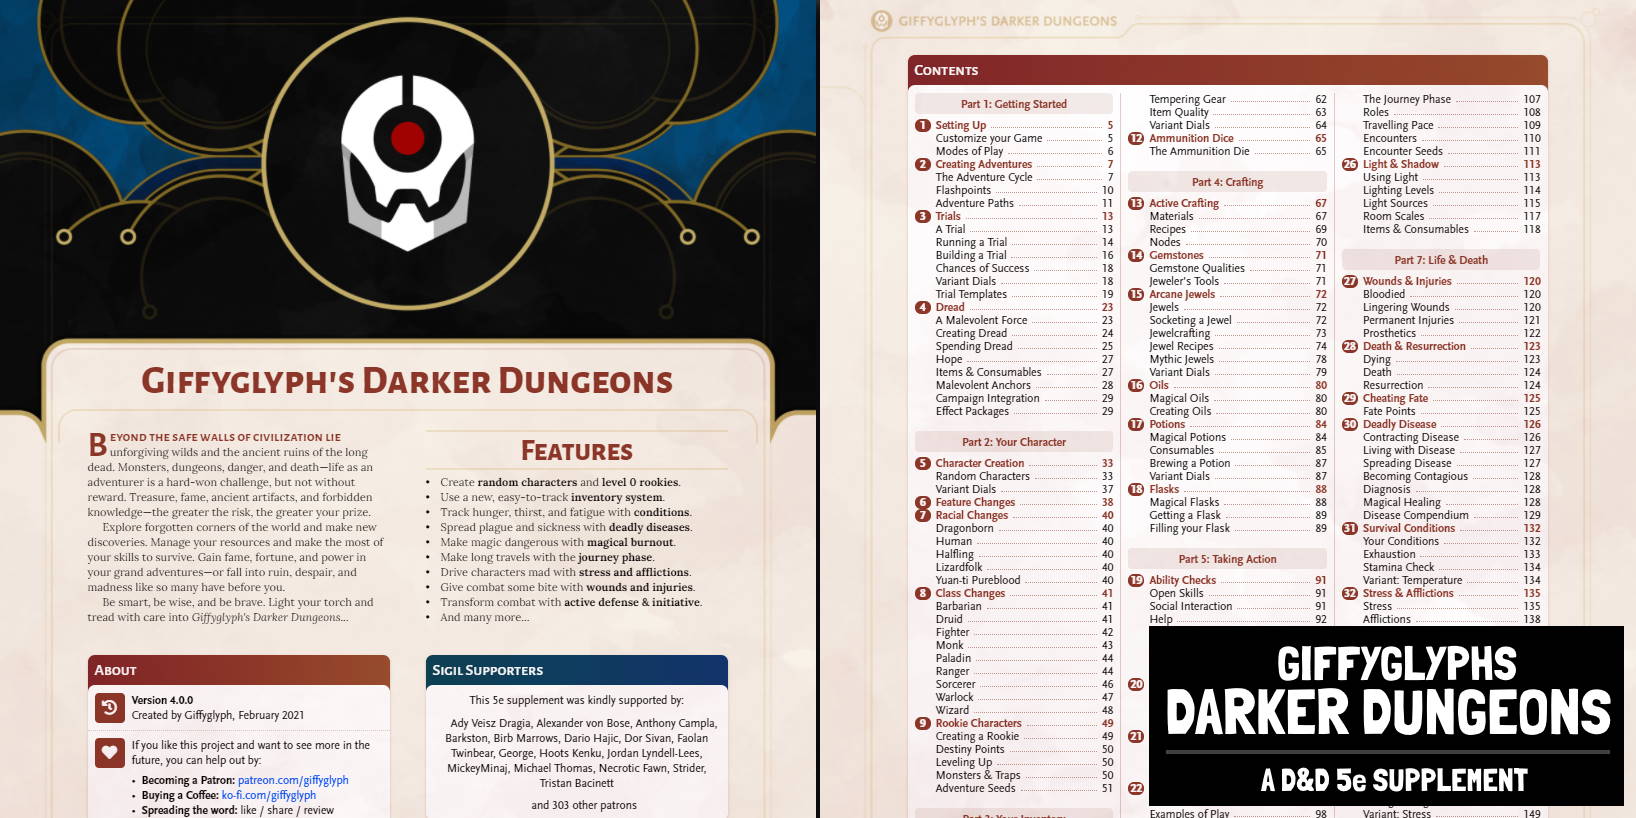 GIFFYGLYPH'S DARKER DUNGEONS
BEYOND THE SAFE WALLS OF CIVILIZATION LIE
unforgiving wilds and the ancient ruins of the long
dead. Monsters, dungeons, danger, and death—life as an
adventurer is a hard-won challenge, but not without
reward. Treasure, fame, ancient artifacts, and forbidden
knowledge—the greater the risk, the greater your prize.
Explore forgotten corners of the world and make new
discoveries. Manage your resources and make the most of
your skills to survive. Gain fame, fortune, and power in
your grand adventures—or fall into ruin, despair, and
madness like so many have before you.
Be smart, be wise, and be brave. Light your torch and
tread with care into Giffyglyph's Darker Dungeons...
FEATURES
• Create random characters and level 0 rookies.
• Use a new, easy-to-track inventory system.
• Track hunger, thirst, and fatigue with conditions.
• Spread plague and sickness with deadly diseases.
• Make magic dangerous with magical burnout.
• Make long travels with the journey phase.
• Drive characters mad with stress and afflictions.
• Give combat some bite with wounds and injuries.
• Transform combat with active defense & initiative.
• And many more...
ABOUT
Version 4.0.0
Created by Giffyglyph, February 2021
If you like this project and want to see more in the
future, you can help out by:
• Becoming a Patron: patreon.com/giffyglyph
• Buying a Coffee: ko-fi.com/giffyglyph
• Spreading the word: like / share / review
SIGIL SUPPORTERS
This 5e supplement was kindly supported by:
Ady Veisz Dragia, Alexander von Bose, Anthony Campla,
Barkston, Birb Marrows, Dario Hajic, Dor Sivan, Faolan
Twinbear, George, Hoots Kenku, Jordan Lyndell-Lees,
MickeyMinaj, Michael Thomas, Necrotic Fawn, Strider,
Tristan Bacinett
and 303 other patrons
GIFFYGLYPH'S DARKER DUNGEONS
CONTENTS
Part 1: Getting Started
1 Setting Up 5
Customize your Game 5
Modes of Play 6
2 Creating Adventures 7
The Adventure Cycle 7
Flashpoints 10
Adventure Paths 11
3 Trials 13
A Trial 13
Running a Trial 14
Building a Trial 16
Chances of Success 18
Variant Dials 18
Trial Templates 19
4 Dread 23
A Malevolent Force 23
Creating Dread 24
Spending Dread 25
Hope 27
Items & Consumables 27
Malevolent Anchors 28
Campaign Integration 29
Effect Packages 29
Part 2: Your Character
5 Character Creation 33
Random Characters 33
Variant Dials 37
6 Feature Changes 38
7 Racial Changes 40
Dragonborn 40
Human 40
Halfling 40
Lizardfolk 40
Yuan-ti Pureblood 40
8 Class Changes 41
Barbarian 41
Druid 41
Fighter 42
Monk 43
Paladin 44
Ranger 44
Sorcerer 46
Warlock 47
Wizard 48
9 Rookie Characters 49
Creating a Rookie 49
Destiny Points 50
Leveling Up 50
Monsters & Traps 50
Adventure Seeds 51
Part 3: Your Inventory
Tempering Gear 62
Item Quality 63
Variant Dials 64
12 Ammunition Dice 65
The Ammunition Die 65
Part 4: Crafting
13 Active Crafting 67
Materials 67
Recipes 69
Nodes 70
14 Gemstones 71
Gemstone Qualities 71
Jeweler's Tools 71
15 Arcane Jewels 72
Jewels 72
Socketing a Jewel 72
Jewelcrafting 73
Jewel Recipes 74
Mythic Jewels 78
Variant Dials 79
16 Oils 80
Magical Oils 80
Creating Oils 80
17 Potions 84
Magical Potions 84
Consumables 85
Brewing a Potion 87
Variant Dials 87
18 Flasks 88
Magical Flasks 88
Getting a Flask 89
Filling your Flask 89
Part 5: Taking Action
19 Ability Checks 91
Open Skills 91
Social Interaction 91
Help 92
20
21
22
Examples of Play 98
The Journey Phase 107
Roles 108
Travelling Pace 109
Encounters 110
Encounter Seeds 111
26 Light & Shadow 113
Using Light 113
Lighting Levels 114
Light Sources 115
Room Scales 117
Items & Consumables 118
Part 7: Life & Death
27 Wounds & Injuries 120
Bloodied 120
Lingering Wounds 120
Permanent Injuries 121
Prosthetics 122
28 Death & Resurrection 123
Dying 123
Death 124
Resurrection 124
29 Cheating Fate 125
Fate Points 125
30 Deadly Disease 126
Contracting Disease 126
Living with Disease 127
Spreading Disease 127
Becoming Contagious 128
Diagnosis 128
Magical Healing 128
Disease Compendium 129
31 Survival Conditions 132
Your Conditions 132
Exhaustion 133
Stamina Check 134
Variant: Temperature 134
32 Stress & Afflictions 135
Stress 135
Afflictions 138
Variant: Stress 149
GIFFYGLYPHS
DARKER DUNGEONS
A D&D 5e SUPPLEMENT